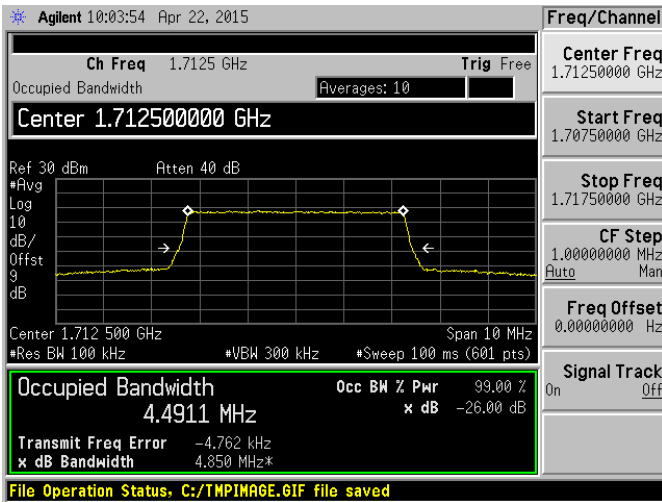 Agilent 10:03:54 Apr 22, 2015
Freq/Channel
Ch Freq 1.7125 GHz Trig Free
Occupied Bandwidth Averages: 10
Center 1.712500000 GHz
Ref 30 dBm Atten 40 dB
#Avg
Log
10
dB/
Offst
9
dB
Center 1.712 500 GHz Span 10 MHz
#Res BW 100 kHz #VBW 300 kHz #Sweep 100 ms (601 pts)
Occupied Bandwidth Occ BW % Pwr 99.00 %
4.4911 MHz x dB -26.00 dB
Transmit Freq Error -4.762 kHz
x dB Bandwidth 4.850 MHz*
File Operation Status, C:/TMPIMAGE.GIF file saved
Center Freq
1.71250000 GHz
Start Freq
1.70750000 GHz
Stop Freq
1.71750000 GHz
CF Step
1.00000000 MHz
Auto Man
Freq Offset
0.00000000 Hz
Signal Track
On Off